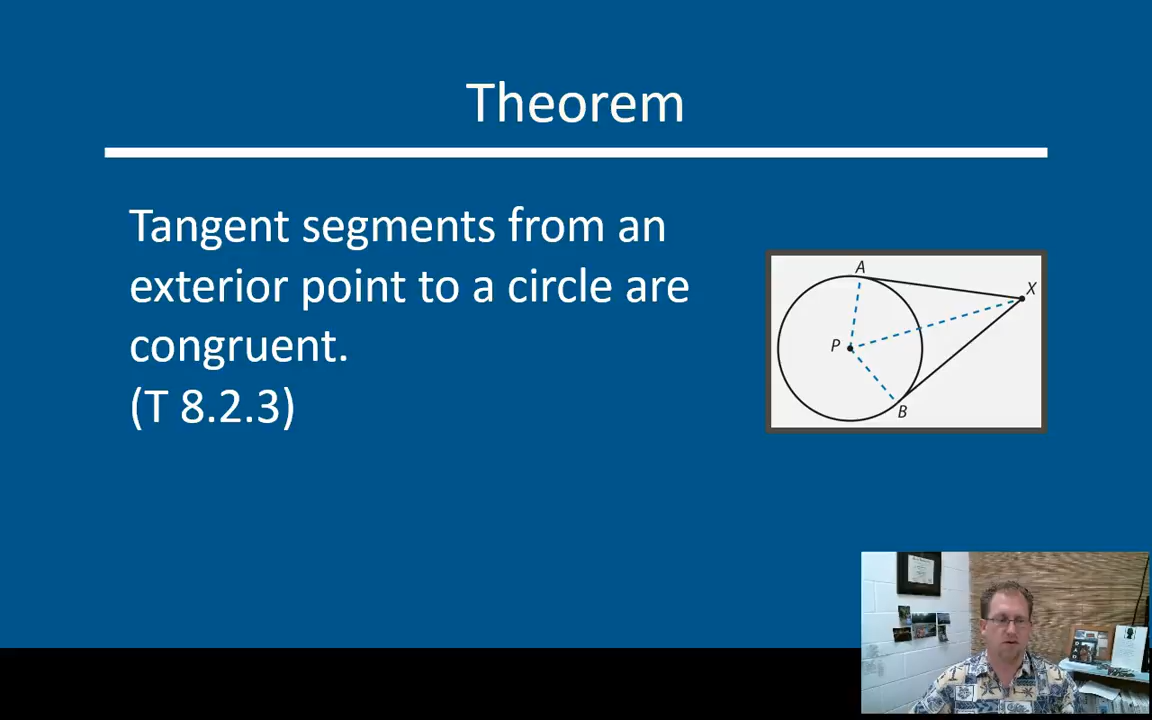 Theorem
Tangent segments from an
exterior point to a circle are
congruent.
(T 8.2.3)
A
X
P
B